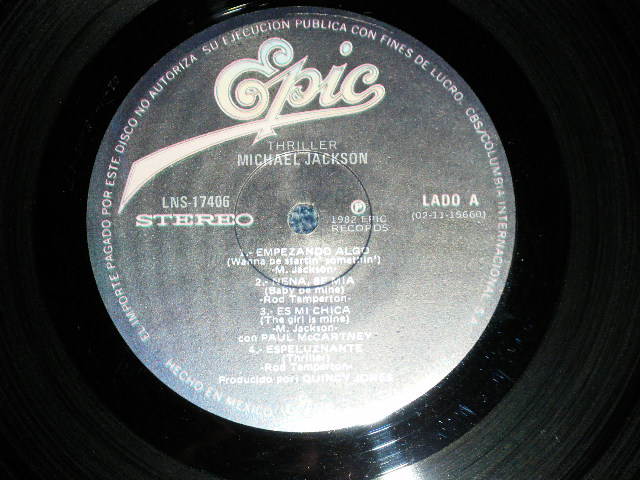 EL IMPORTE PAGADO POR ESTE DISCO NO AUTORIZA SU EJECUCION PUBLICA CON FINES DE LUCRO. CBS/COLUMBIA INTERNACIONAL, S.A.
Epic
THRILLER
MICHAEL JACKSON
LNS-17406
STEREO
P
1982 EPIC
RECORDS
LADO A
(02-11-15660)
1.- EMPEZANDO ALGO
(Wanna be startin' somethin')
-M. Jackson-
2.- NENA, SE MIA
(Baby be mine)
-Rod Temperton-
3.- ES MI CHICA
(The girl is mine)
-M. Jackson-
con PAUL McCARTNEY
4.- ESPELUZNANTE
(Thriller)
-Rod Temperton-
Producido por: QUINCY JONES
HECHO EN MEXICO